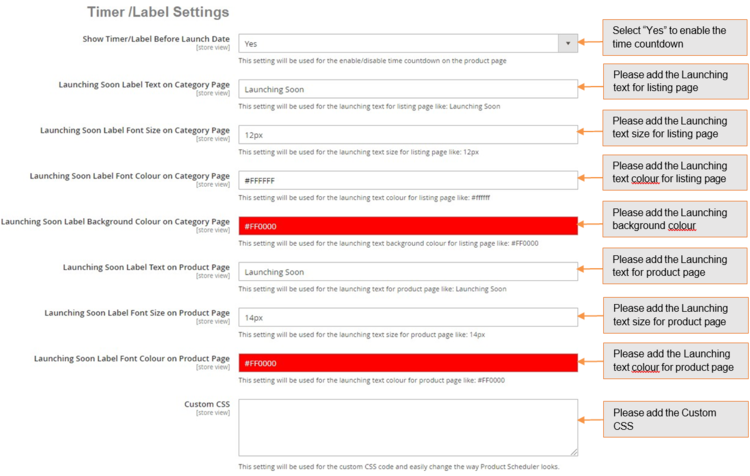 Timer /Label Settings
Show Timer/Label Before Launch Date
[store view]
Yes
This setting will be used for the enable/disable time countdown on the product page
Select "Yes" to enable the
time countdown
Launching Soon Label Text on Category Page
[store view]
Launching Soon
This setting will be used for the launching text for listing page like: Launching Soon
Please add the Launching
text for listing page
Launching Soon Label Font Size on Category Page
[store view]
12px
This setting will be used for the launching text size for listing page like: 12px
Please add the Launching
text size for listing page
Launching Soon Label Font Colour on Category Page
[store view]
#FFFFFF
This setting will be used for the launching text colour for listing page like: #ffffff
Please add the Launching
text colour for listing page
Launching Soon Label Background Colour on Category Page
[store view]
#FF0000
This setting will be used for the launching text background colour for listing page like: #FF0000
Please add the Launching
background colour
Launching Soon Label Text on Product Page
[store view]
Launching Soon
This setting will be used for the launching text for product page like: Launching Soon
Please add the Launching
text for product page
Launching Soon Label Font Size on Product Page
[store view]
14px
This setting will be used for the launching text size for product page like: 14px
Please add the Launching
text size for product page
Launching Soon Label Font Colour on Product Page
[store view]
#FF0000
This setting will be used for the launching text colour for product page like: #FF0000
Please add the Launching
text colour for product page
Custom CSS
[store view]
This setting will be used for the custom CSS code and easily change the way Product Scheduler looks.
Please add the Custom
CSS